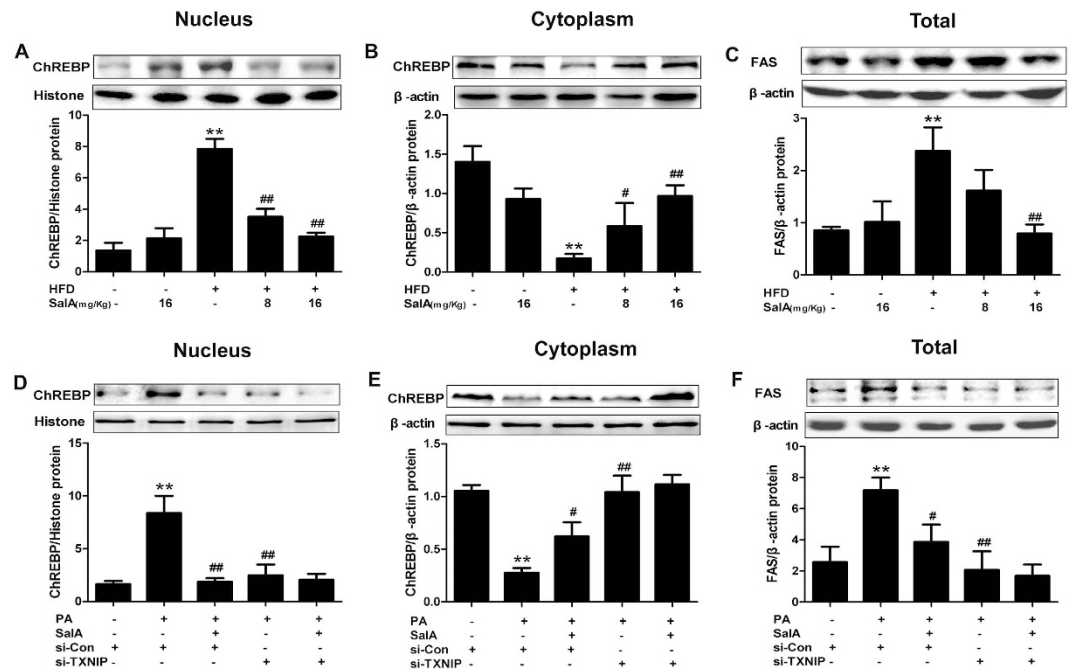 Nucleus
Cytoplasm
Total
A
ChREBP
Histone
ChREBP/Histone protein
10
8
6
4
2
0
**
##
##
HFD - - + + +
SalA(mg/Kg) - 16 - 8 16
B
ChREBP
β -actin
ChREBP/β -actin protein
2.0
1.5
1.0
0.5
0.0
**
#
##
HFD - - + + +
SalA(mg/Kg) - 16 - 8 16
C
FAS
β -actin
FAS/β -actin protein
3
2
1
0
**
##
HFD - - + + +
SalA(mg/Kg) - 16 - 8 16
Nucleus
Cytoplasm
Total
D
ChREBP
Histone
ChREBP/Histone protein
15
10
5
0
**
##
##
PA - + + + +
SalA - - + - +
si-Con + + + - -
si-TXNIP - - - + +
E
ChREBP
β -actin
ChREBP/β -actin protein
1.5
1.0
0.5
0.0
**
#
##
PA - + + + +
SalA - - + - +
si-Con + + + - -
si-TXNIP - - - + +
F
FAS
β -actin
FAS/β -actin protein
10
8
6
4
2
0
**
#
##
PA - + + + +
SalA - - + - +
si-Con + + + - -
si-TXNIP - - - + +